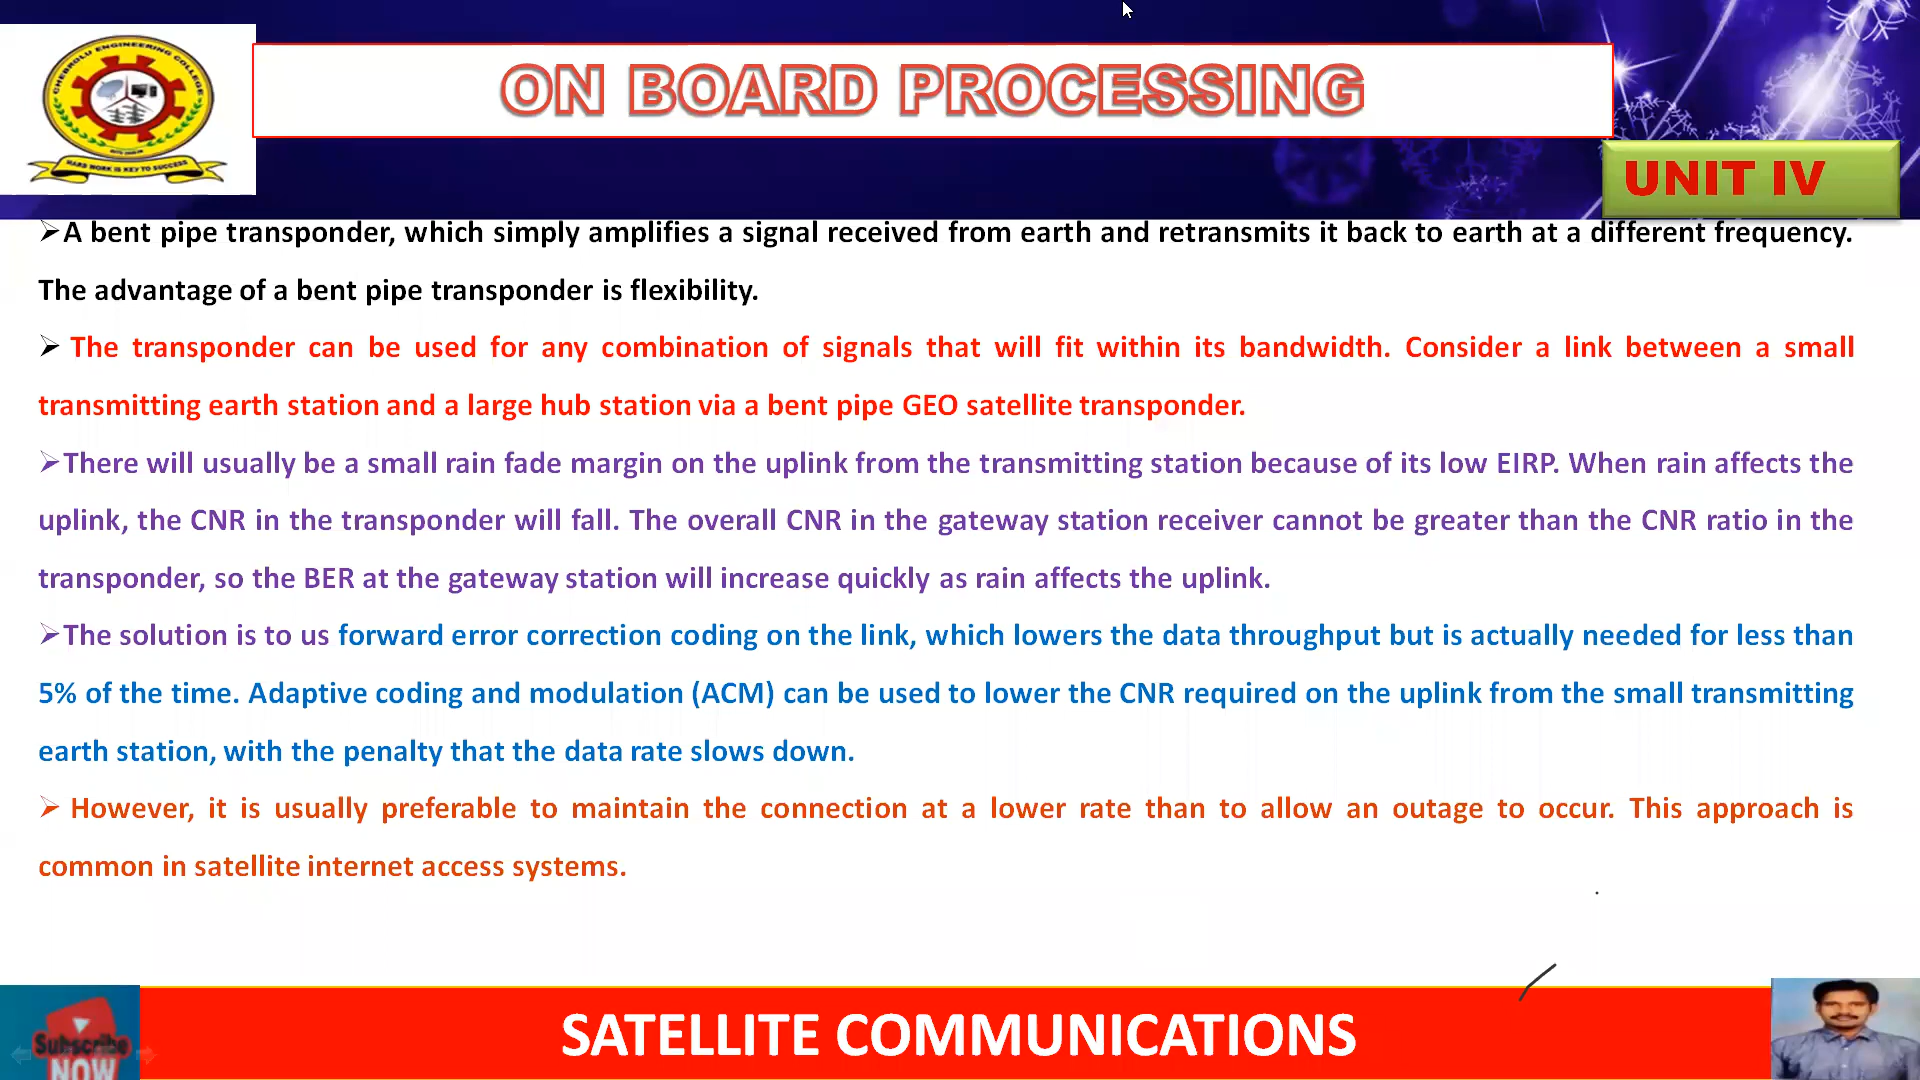 CHEBROLU ENGINEERING COLLEGE
HARD WORK IS KEY TO SUCCESS
ON BOARD PROCESSING
UNIT IV
➢A bent pipe transponder, which simply amplifies a signal received from earth and retransmits it back to earth at a different frequency.
The advantage of a bent pipe transponder is flexibility.
➢ The transponder can be used for any combination of signals that will fit within its bandwidth. Consider a link between a small
transmitting earth station and a large hub station via a bent pipe GEO satellite transponder.
➢There will usually be a small rain fade margin on the uplink from the transmitting station because of its low EIRP. When rain affects the
uplink, the CNR in the transponder will fall. The overall CNR in the gateway station receiver cannot be greater than the CNR ratio in the
transponder, so the BER at the gateway station will increase quickly as rain affects the uplink.
➢The solution is to us forward error correction coding on the link, which lowers the data throughput but is actually needed for less than
5% of the time. Adaptive coding and modulation (ACM) can be used to lower the CNR required on the uplink from the small transmitting
earth station, with the penalty that the data rate slows down.
➢ However, it is usually preferable to maintain the connection at a lower rate than to allow an outage to occur. This approach is
common in satellite internet access systems.
Subscribe
NOW
SATELLITE COMMUNICATIONS